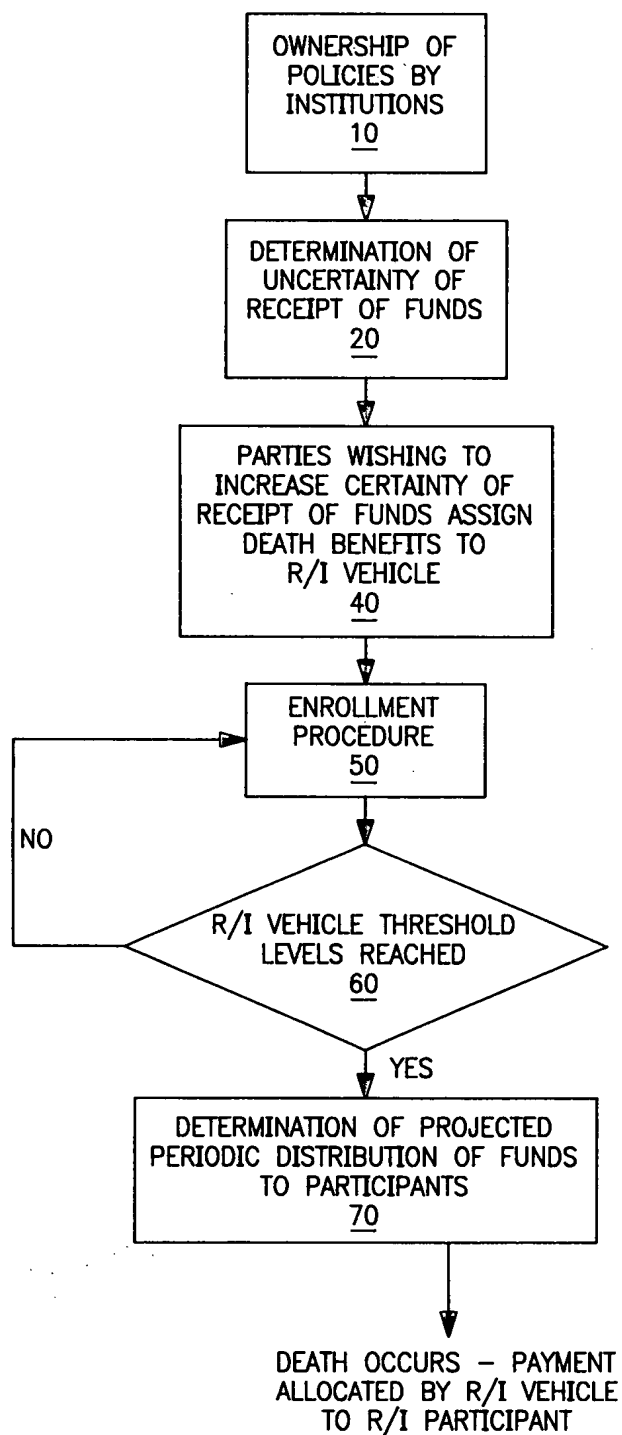 OWNERSHIP OF
POLICIES BY
INSTITUTIONS
10
DETERMINATION OF
UNCERTAINTY OF
RECEIPT OF FUNDS
20
PARTIES WISHING TO
INCREASE CERTAINTY OF
RECEIPT OF FUNDS ASSIGN
DEATH BENEFITS TO
R/I VEHICLE
40
ENROLLMENT
PROCEDURE
50
NO
R/I VEHICLE THRESHOLD
LEVELS REACHED
60
YES
DETERMINATION OF PROJECTED
PERIODIC DISTRIBUTION OF FUNDS
TO PARTICIPANTS
70
DEATH OCCURS – PAYMENT
ALLOCATED BY R/I VEHICLE
TO R/I PARTICIPANT